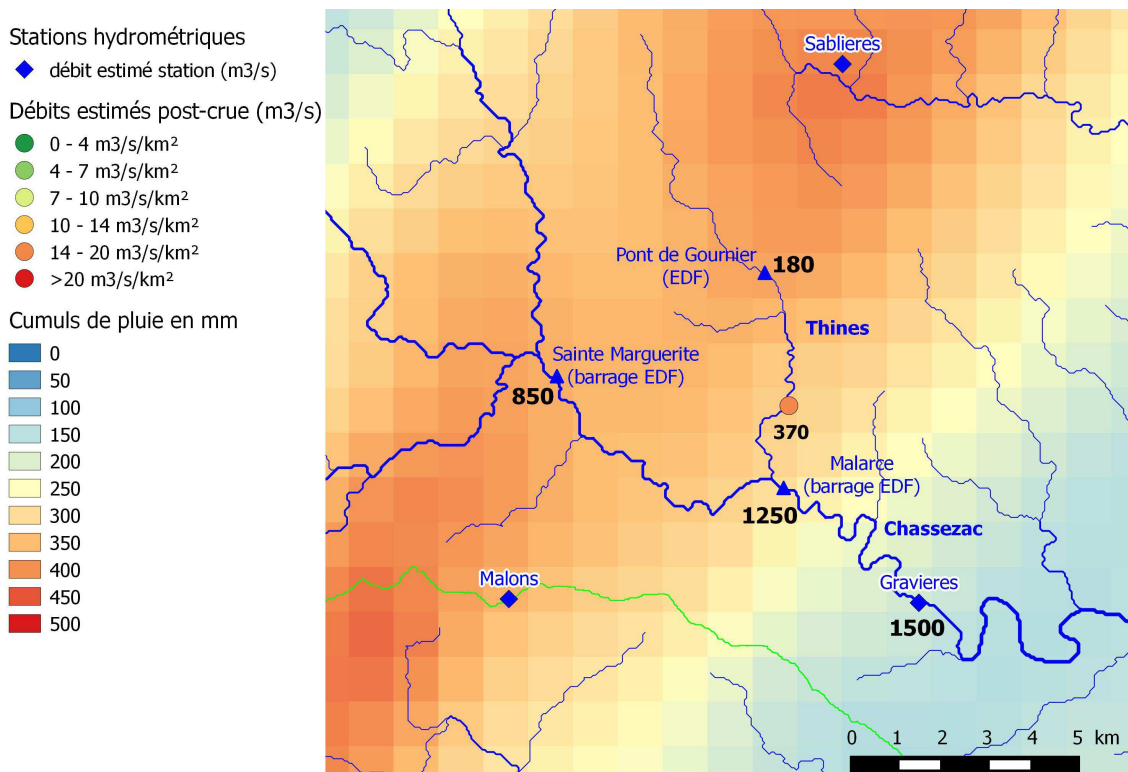 Stations hydrométriques
débit estimé station (m3/s)
Débits estimés post-crue (m3/s)
0 - 4 m3/s/km²
4 - 7 m3/s/km²
7 - 10 m3/s/km²
10 - 14 m3/s/km²
14 - 20 m3/s/km²
>20 m3/s/km²
Cumuls de pluie en mm
0
50
100
150
200
250
300
350
400
450
500
Sablieres
Pont de Gournier
(EDF)
180
Thines
Sainte Marguerite
(barrage EDF)
850
370
Malarce
(barrage EDF)
1250
Chassezac
Malons
Gravieres
1500
0 1 2 3 4 5 km